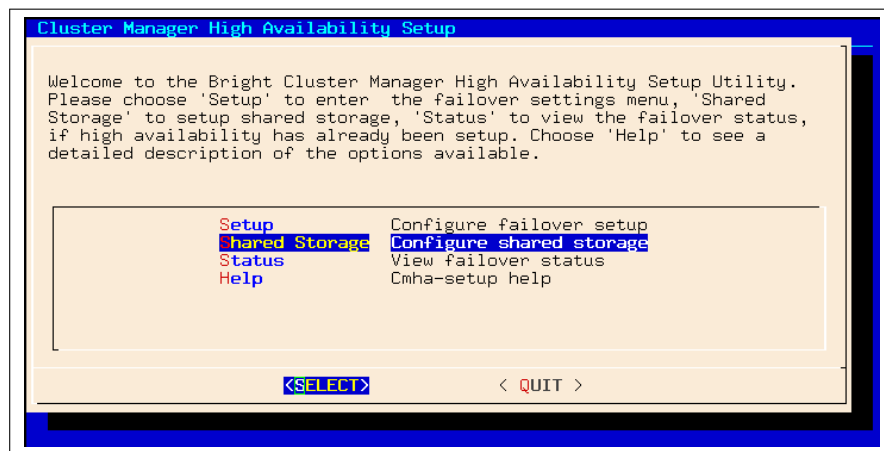 Cluster Manager High Availability Setup
Welcome to the Bright Cluster Manager High Availability Setup Utility.
Please choose 'Setup' to enter  the failover settings menu, 'Shared
Storage' to setup shared storage, 'Status' to view the failover status,
if high availability has already been setup. Choose 'Help' to see a
detailed description of the options available.
Setup Configure failover setup
Shared Storage Configure shared storage
Status View failover status
Help Cmha-setup help
<SELECT> < QUIT >